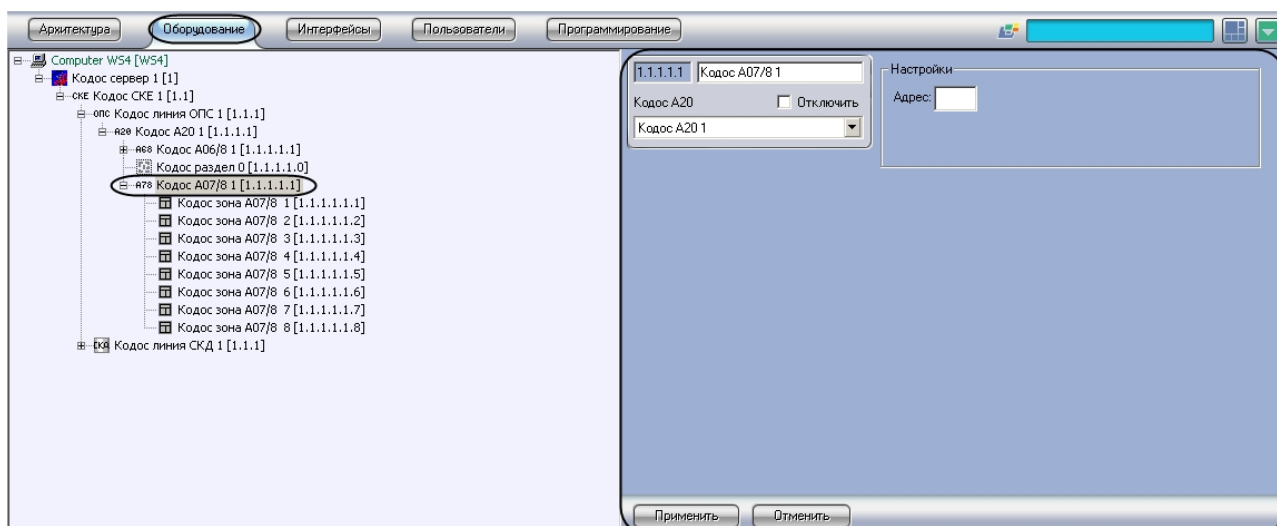 Архитектура
Оборудование
Интерфейсы
Пользователи
Программирование
Computer WS4 [WS4]
Кодос сервер 1 [1]
СКЕ Кодос СКЕ 1 [1.1]
ОПС Кодос линия ОПС 1 [1.1.1]
А20 Кодос А20 1 [1.1.1.1]
А68 Кодос А06/8 1 [1.1.1.1.1]
Кодос раздел 0 [1.1.1.1.0]
А78 Кодос А07/8 1 [1.1.1.1.1]
Кодос зона А07/8 1 [1.1.1.1.1.1]
Кодос зона А07/8 2 [1.1.1.1.1.2]
Кодос зона А07/8 3 [1.1.1.1.1.3]
Кодос зона А07/8 4 [1.1.1.1.1.4]
Кодос зона А07/8 5 [1.1.1.1.1.5]
Кодос зона А07/8 6 [1.1.1.1.1.6]
Кодос зона А07/8 7 [1.1.1.1.1.7]
Кодос зона А07/8 8 [1.1.1.1.1.8]
СКД Кодос линия СКД 1 [1.1.1]
1.1.1.1.1 Кодос А07/8 1
Кодос А20 Отключить
Кодос А20 1
Настройки
Адрес:
Применить
Отменить